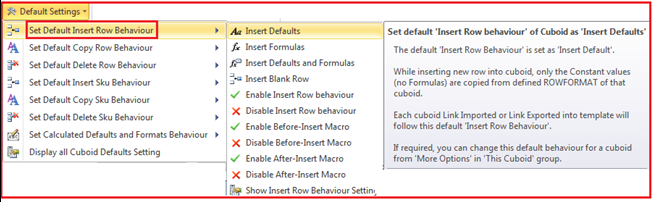 Default Settings
Set Default Insert Row Behaviour
Set Default Copy Row Behaviour
Set Default Delete Row Behaviour
Set Default Insert Sku Behaviour
Set Default Copy Sku Behaviour
Set Default Delete Sku Behaviour
Set Calculated Defaults and Formats Behaviour
Display all Cuboid Defaults Setting
Insert Defaults
Insert Formulas
Insert Defaults and Formulas
Insert Blank Row
Enable Insert Row behaviour
Disable Insert Row behaviour
Enable Before-Insert Macro
Disable Before-Insert Macro
Enable After-Insert Macro
Disable After-Insert Macro
Show Insert Row Behaviour Setting
Set default 'Insert Row behaviour' of Cuboid as 'Insert Defaults'
The default 'Insert Row Behaviour' is set as 'Insert Default'.
While inserting new row into cuboid, only the Constant values
(no Formulas) are copied from defined ROWFORMAT of that
cuboid.
Each cuboid Link Imported or Link Exported into template will
follow this default 'Insert Row Behaviour'.
If required, you can change this default behaviour for a cuboid
from 'More Options' in 'This Cuboid' group.